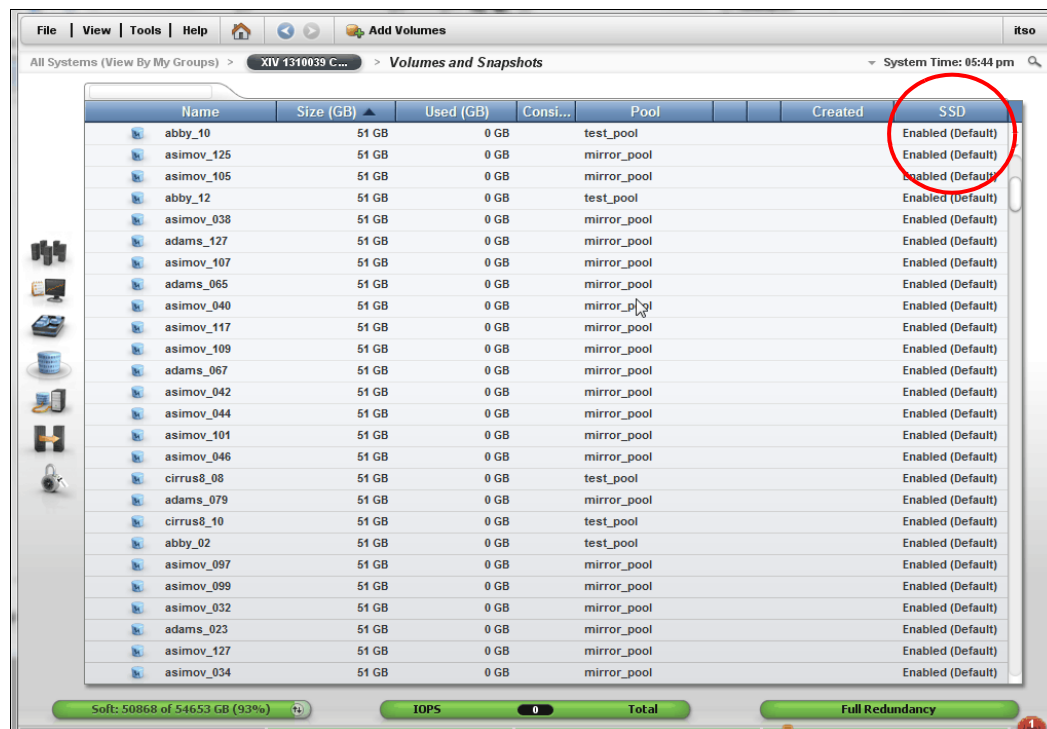 File | View | Tools | Help Add Volumes itso
All Systems (View By My Groups) > XIV 1310039 C... > Volumes and Snapshots System Time: 05:44 pm
Name Size (GB) Used (GB) Consi... Pool Created SSD
abby_10 51 GB 0 GB test_pool Enabled (Default)
asimov_125 51 GB 0 GB mirror_pool Enabled (Default)
asimov_105 51 GB 0 GB mirror_pool Enabled (Default)
abby_12 51 GB 0 GB test_pool Enabled (Default)
asimov_038 51 GB 0 GB mirror_pool Enabled (Default)
adams_127 51 GB 0 GB mirror_pool Enabled (Default)
asimov_107 51 GB 0 GB mirror_pool Enabled (Default)
adams_065 51 GB 0 GB mirror_pool Enabled (Default)
asimov_040 51 GB 0 GB mirror_pool Enabled (Default)
asimov_117 51 GB 0 GB mirror_pool Enabled (Default)
asimov_109 51 GB 0 GB mirror_pool Enabled (Default)
adams_067 51 GB 0 GB mirror_pool Enabled (Default)
asimov_042 51 GB 0 GB mirror_pool Enabled (Default)
asimov_044 51 GB 0 GB mirror_pool Enabled (Default)
asimov_101 51 GB 0 GB mirror_pool Enabled (Default)
asimov_046 51 GB 0 GB mirror_pool Enabled (Default)
cirrus8_08 51 GB 0 GB test_pool Enabled (Default)
adams_079 51 GB 0 GB mirror_pool Enabled (Default)
cirrus8_10 51 GB 0 GB test_pool Enabled (Default)
abby_02 51 GB 0 GB test_pool Enabled (Default)
asimov_097 51 GB 0 GB mirror_pool Enabled (Default)
asimov_099 51 GB 0 GB mirror_pool Enabled (Default)
asimov_032 51 GB 0 GB mirror_pool Enabled (Default)
adams_023 51 GB 0 GB mirror_pool Enabled (Default)
asimov_127 51 GB 0 GB mirror_pool Enabled (Default)
asimov_034 51 GB 0 GB mirror_pool Enabled (Default)
Soft: 50868 of 54653 GB (93%) IOPS 0 Total Full Redundancy
1